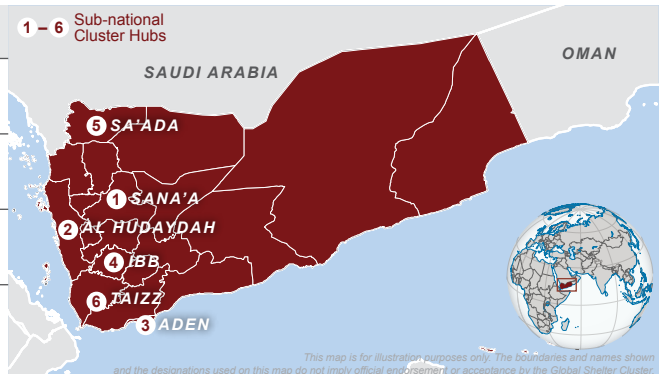 1 – 6 Sub-national
Cluster Hubs
OMAN
SAUDI ARABIA
5 SA'ADA
1 SANA'A
2 AL HUDAYDAH
4 IBB
6 TAIZZ
3 ADEN
This map is for illustration purposes only. The boundaries and names shown
and the designations used on this map do not imply official endorsement or acceptance by the Global Shelter Cluster.